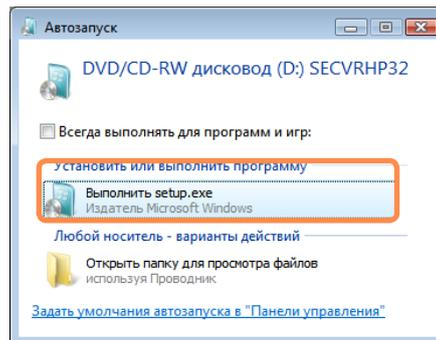 Автозапуск
DVD/CD-RW дисковод (D:) SECVRHP32
Всегда выполнять для программ и игр:
Установить или выполнить программу
Выполнить setup.exe
Издатель Microsoft Windows
Любой носитель - варианты действий
Открыть папку для просмотра файлов
используя Проводник
Задать умолчания автозапуска в "Панели управления"